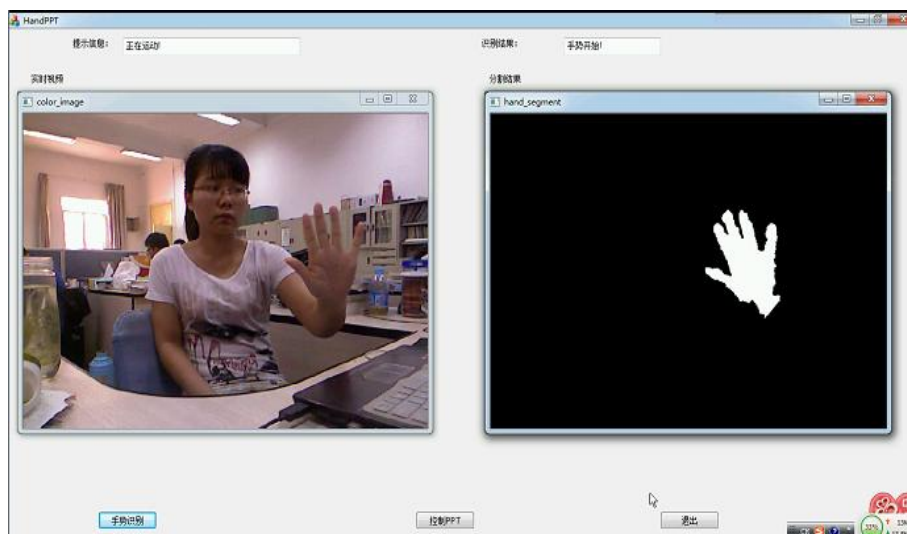 HandPPT
提示信息： 正在运动! 识别结果： 手势开始!
实时视频 分割结果
color_image hand_segment
手势识别 控制PPT 退出